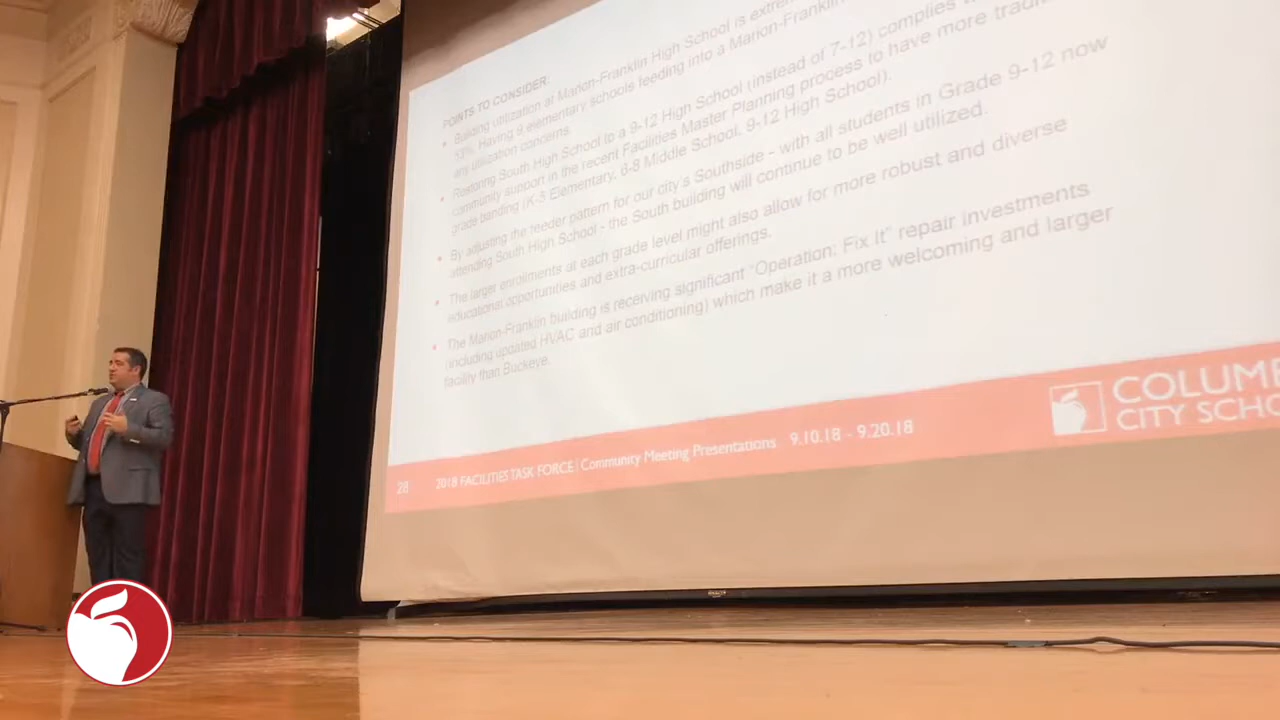 POINTS TO CONSIDER:
Building utilization at Marion-Franklin High School is
53%. Having 9 elementary schools feeding into a Marion-Franklin
any utilization concerns.
Restoring South High School to a 9-12 High School (instead of 7-12) complies
community support in the recent Facilities Master Planning process to have more
grade banding (K-5 Elementary, 6-8 Middle School, 9-12 High School).
By adjusting the feeder pattern for our city's Southside - with all students in Grade 9-12 now
attending South High School - the South building will continue to be well utilized.
The larger enrollments at each grade level might also allow for more robust and diverse
educational opportunities and extra-curricular offerings.
The Marion-Franklin building is receiving significant "Operation: Fix It" repair investments
(including updated HVAC and air conditioning) which make it a more welcoming and larger
facility than Buckeye.
28 2018 FACILITIES TASK FORCE | Community Meeting Presentations 9.10.18 - 9.20.18
COLUMB
CITY SCHO